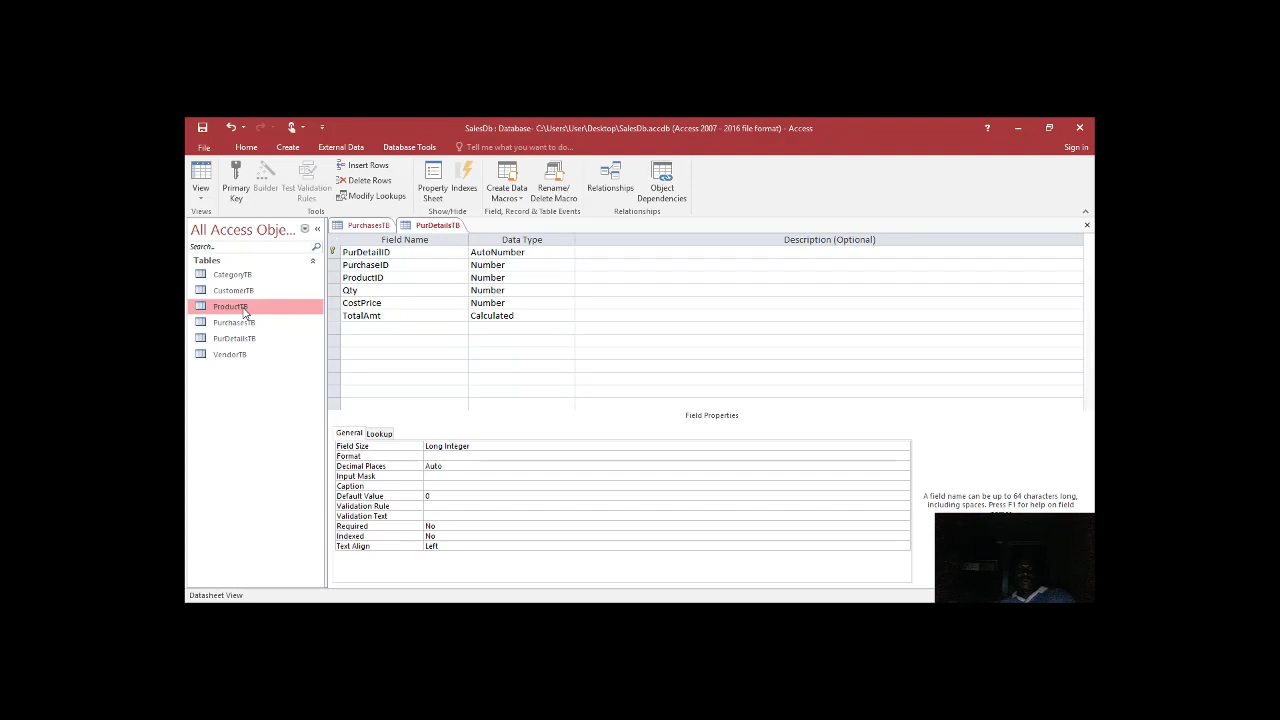 SalesDb : Database- C:\Users\User\Desktop\SalesDb.accdb (Access 2007 - 2016 file format) - Access
?
File Home Create External Data Database Tools Tell me what you want to do... Sign in
View
Primary Key
Builder
Test Validation Rules
Insert Rows
Delete Rows
Modify Lookups
Property Sheet
Indexes
Create Data Macros
Rename/ Delete Macro
Relationships
Object Dependencies
Views Tools Show/Hide Field, Record & Table Events Relationships
All Access Obje...
Search...
Tables
CategoryTB
CustomerTB
ProductTB
PurchasesTB
PurDetailsTB
VendorTB
PurchasesTB PurDetailsTB
Field Name Data Type Description (Optional)
PurDetailID AutoNumber
PurchaseID Number
ProductID Number
Qty Number
CostPrice Number
TotalAmt Calculated
Field Properties
General Lookup
Field Size Long Integer
Format
Decimal Places Auto
Input Mask
Caption
Default Value 0
Validation Rule
Validation Text
Required No
Indexed No
Text Align Left
A field name can be up to 64 characters long,
including spaces. Press F1 for help on field
Datasheet View